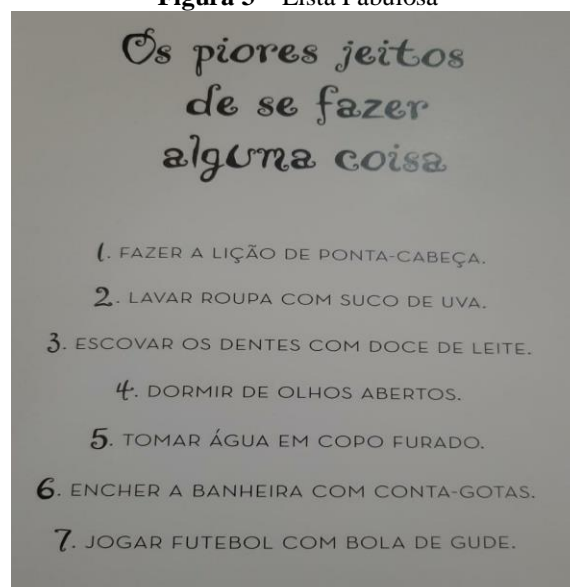 Figura 3 – Lista Fabulosa
Os piores jeitos
de se fazer
alguma coisa
1. FAZER A LIÇÃO DE PONTA-CABEÇA.
2. LAVAR ROUPA COM SUCO DE UVA.
3. ESCOVAR OS DENTES COM DOCE DE LEITE.
4. DORMIR DE OLHOS ABERTOS.
5. TOMAR ÁGUA EM COPO FURADO.
6. ENCHER A BANHEIRA COM CONTA-GOTAS.
7. JOGAR FUTEBOL COM BOLA DE GUDE.